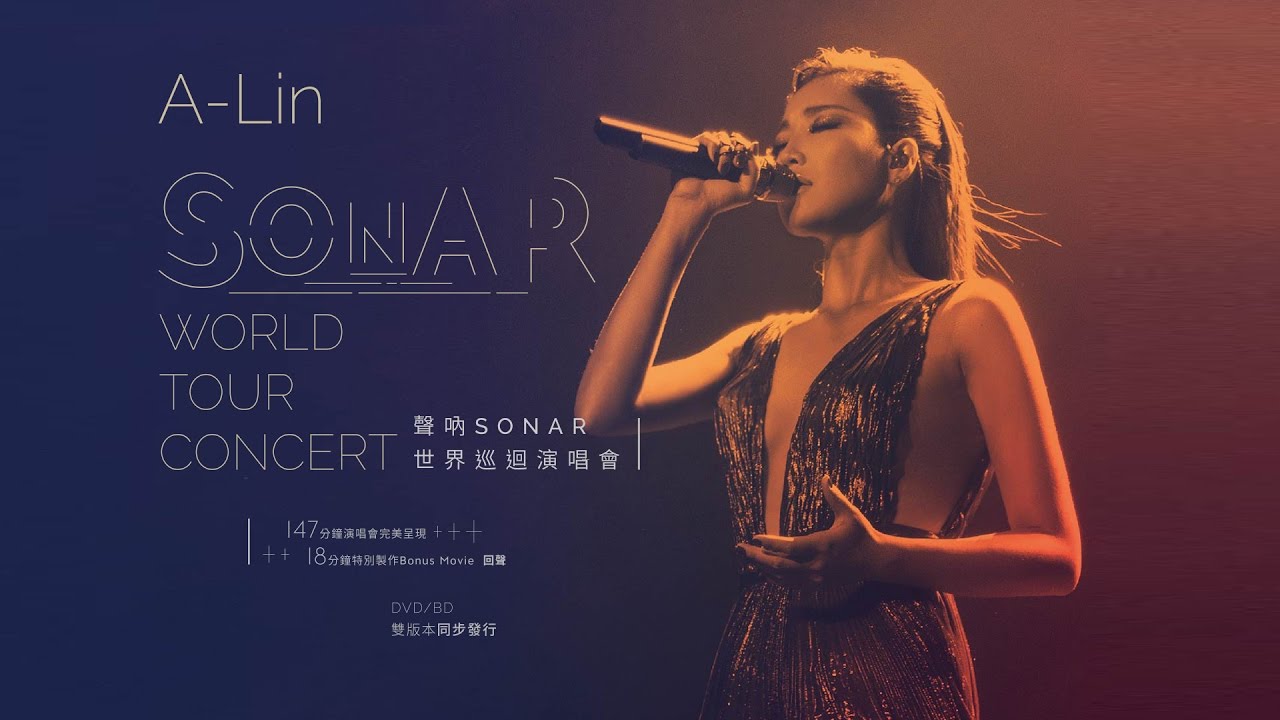 A-Lin
SONAR
WORLD
TOUR
CONCERT
聲吶SONAR
世界巡迴演唱會
147分鐘演唱會完美呈現 +++
++ 18分鐘特別製作Bonus Movie 回聲
DVD/BD
雙版本同步發行